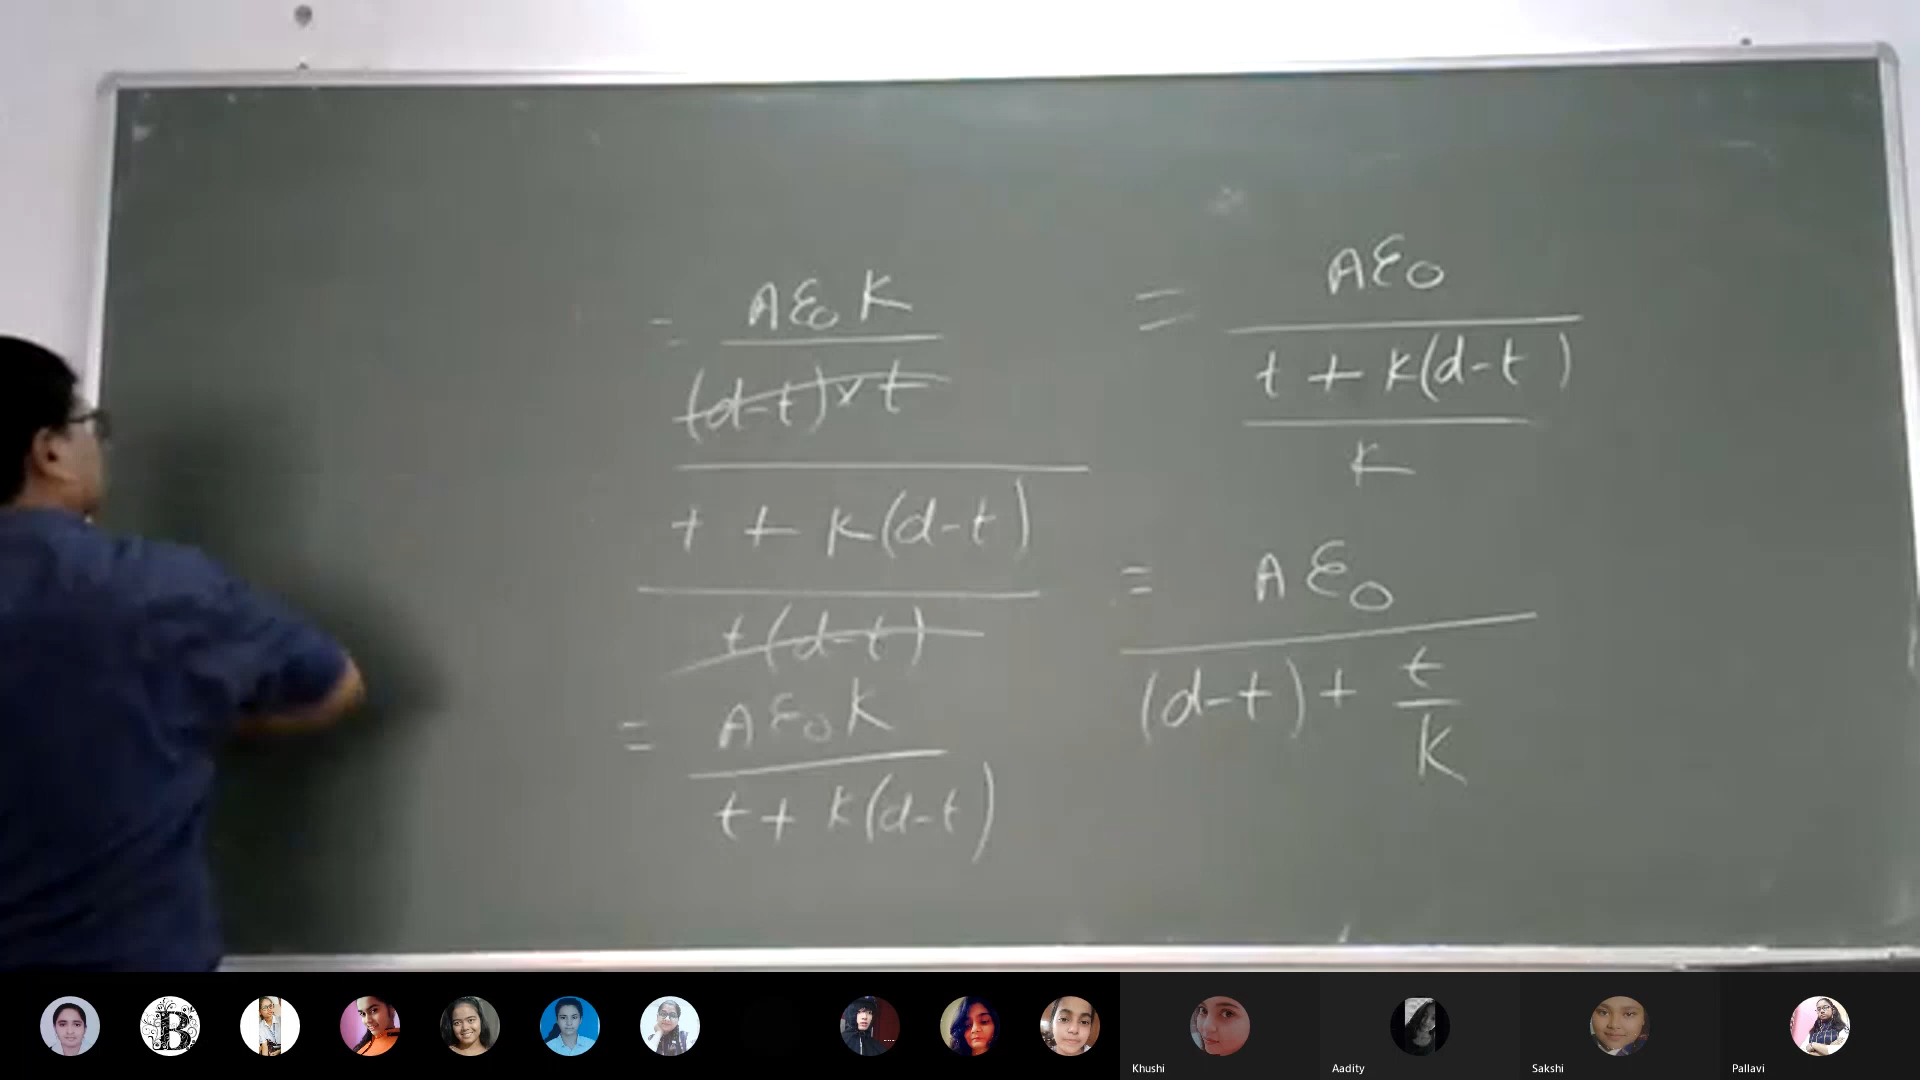 = Aε₀K
(d-t)×t
t + K(d-t)
t(d-t)
= Aε₀K
t + K(d-t)
= Aε₀
t + K(d-t)
K
= Aε₀
(d-t) + t
K
B
Khushi
Aadity
Sakshi
Pallavi